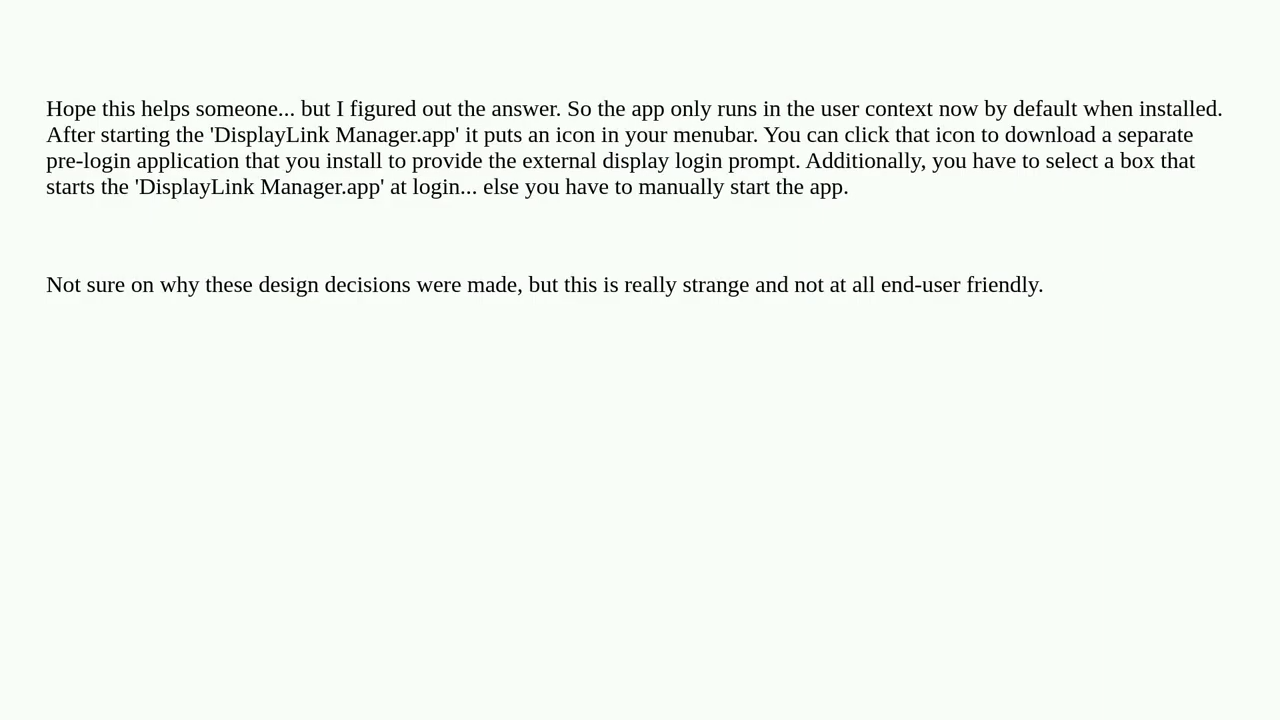 Hope this helps someone... but I figured out the answer. So the app only runs in the user context now by default when installed.
After starting the 'DisplayLink Manager.app' it puts an icon in your menubar. You can click that icon to download a separate
pre-login application that you install to provide the external display login prompt. Additionally, you have to select a box that
starts the 'DisplayLink Manager.app' at login... else you have to manually start the app.
Not sure on why these design decisions were made, but this is really strange and not at all end-user friendly.